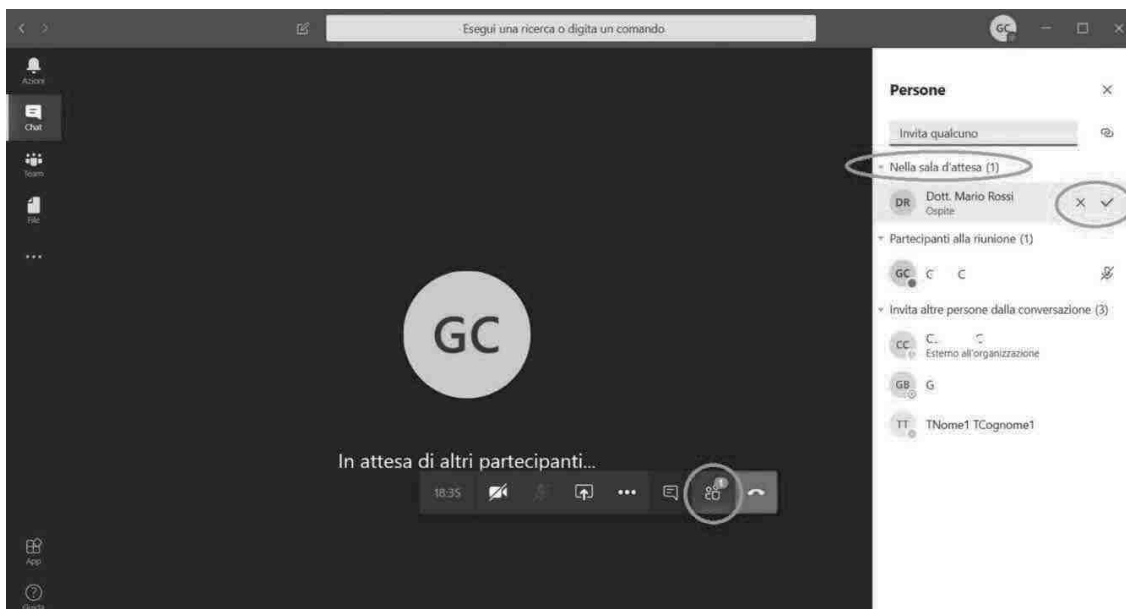 Esegui una ricerca o digita un comando
GC
Azioni
Chat
Team
File
App
Guida
GC
In attesa di altri partecipanti...
18:35
1
Persone
Invita qualcuno
Nella sala d'attesa (1)
DR
Dott. Mario Rossi
Ospite
Partecipanti alla riunione (1)
GC C C
Invita altre persone dalla conversazione (3)
CC C. C
Esterno all'organizzazione
GB G
TT TNome1 TCognome1